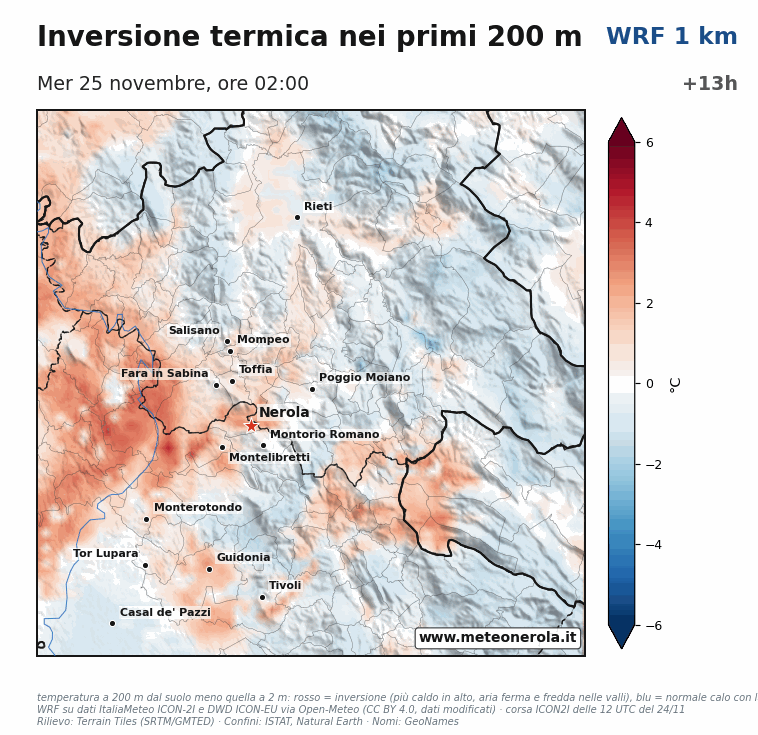 Inversione termica nei primi 200 m WRF 1 km
Mer 25 novembre, ore 02:00 +13h
6
4
2
0
−2
−4
−6
°C
Rieti
Salisano
Mompeo
Fara in Sabina
Toffia
Poggio Moiano
Nerola
Montorio Romano
Montelibretti
Monterotondo
Tor Lupara
Guidonia
Tivoli
Casal de' Pazzi
www.meteonerola.it
temperatura a 200 m dal suolo meno quella a 2 m: rosso = inversione (più caldo in alto, aria ferma e fredda nelle valli), blu = normale calo con
WRF su dati ItaliaMeteo ICON-2I e DWD ICON-EU via Open-Meteo (CC BY 4.0, dati modificati) · corsa ICON2I delle 12 UTC del 24/11
Rilievo: Terrain Tiles (SRTM/GMTED) · Confini: ISTAT, Natural Earth · Nomi: GeoNames